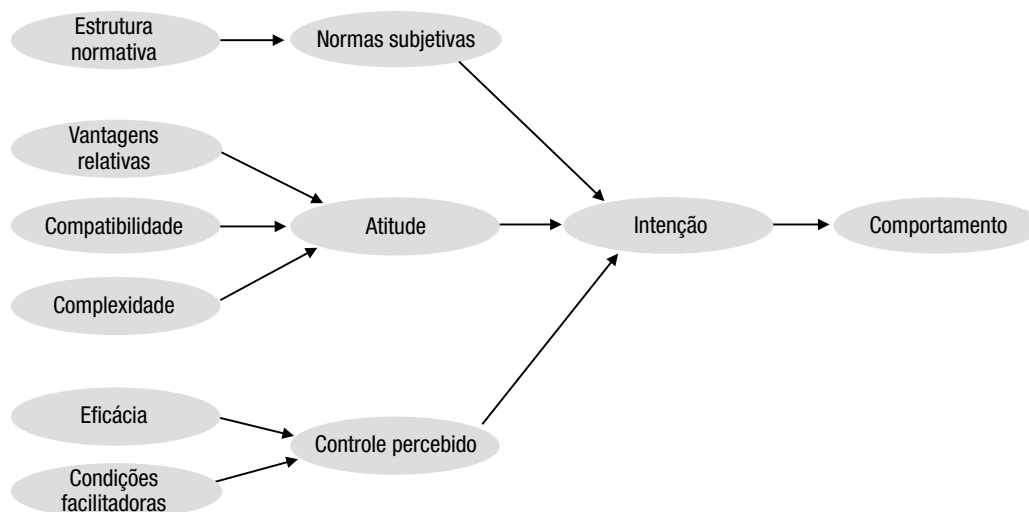 Estrutura
normativa
Normas subjetivas
Vantagens
relativas
Compatibilidade
Atitude
Intenção
Comportamento
Complexidade
Eficácia
Controle percebido
Condições
facilitadoras